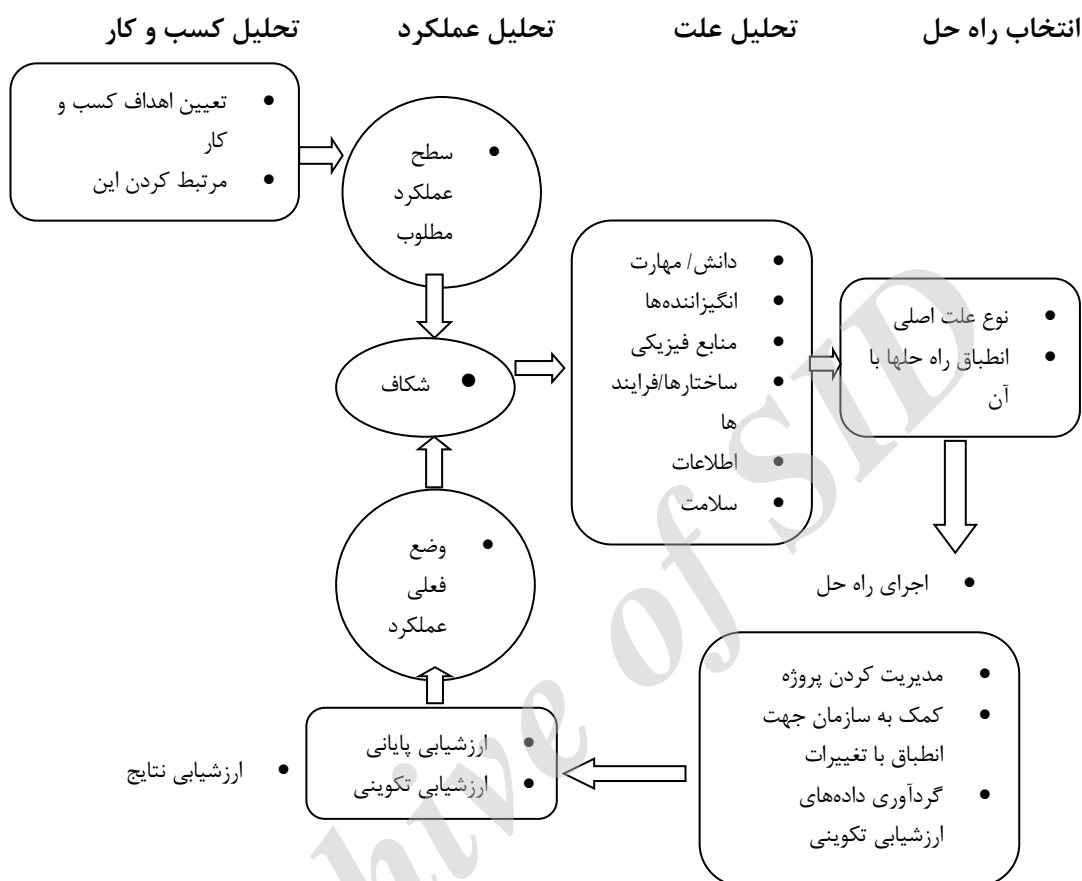 انتخاب راه حل
تحلیل علت
تحلیل عملکرد
تحلیل کسب و کار
• تعیین اهداف کسب و
کار
• مرتبط کردن این
• سطح
عملکرد
مطلوب
• شکاف
• وضع
فعلی
عملکرد
• دانش/ مهارت
• انگیزاننده‌ها
• منابع فیزیکی
• ساختارها/فرایند
ها
• اطلاعات
• سلامت
• نوع علت اصلی
• انطباق راه حلها با
آن
• اجرای راه حل
• مدیریت کردن پروژه
• کمک به سازمان جهت
انطباق با تغییرات
• گردآوری داده‌های
ارزشیابی تکوینی
• ارزشیابی پایانی
• ارزشیابی تکوینی
• ارزشیابی نتایج
hive of SID